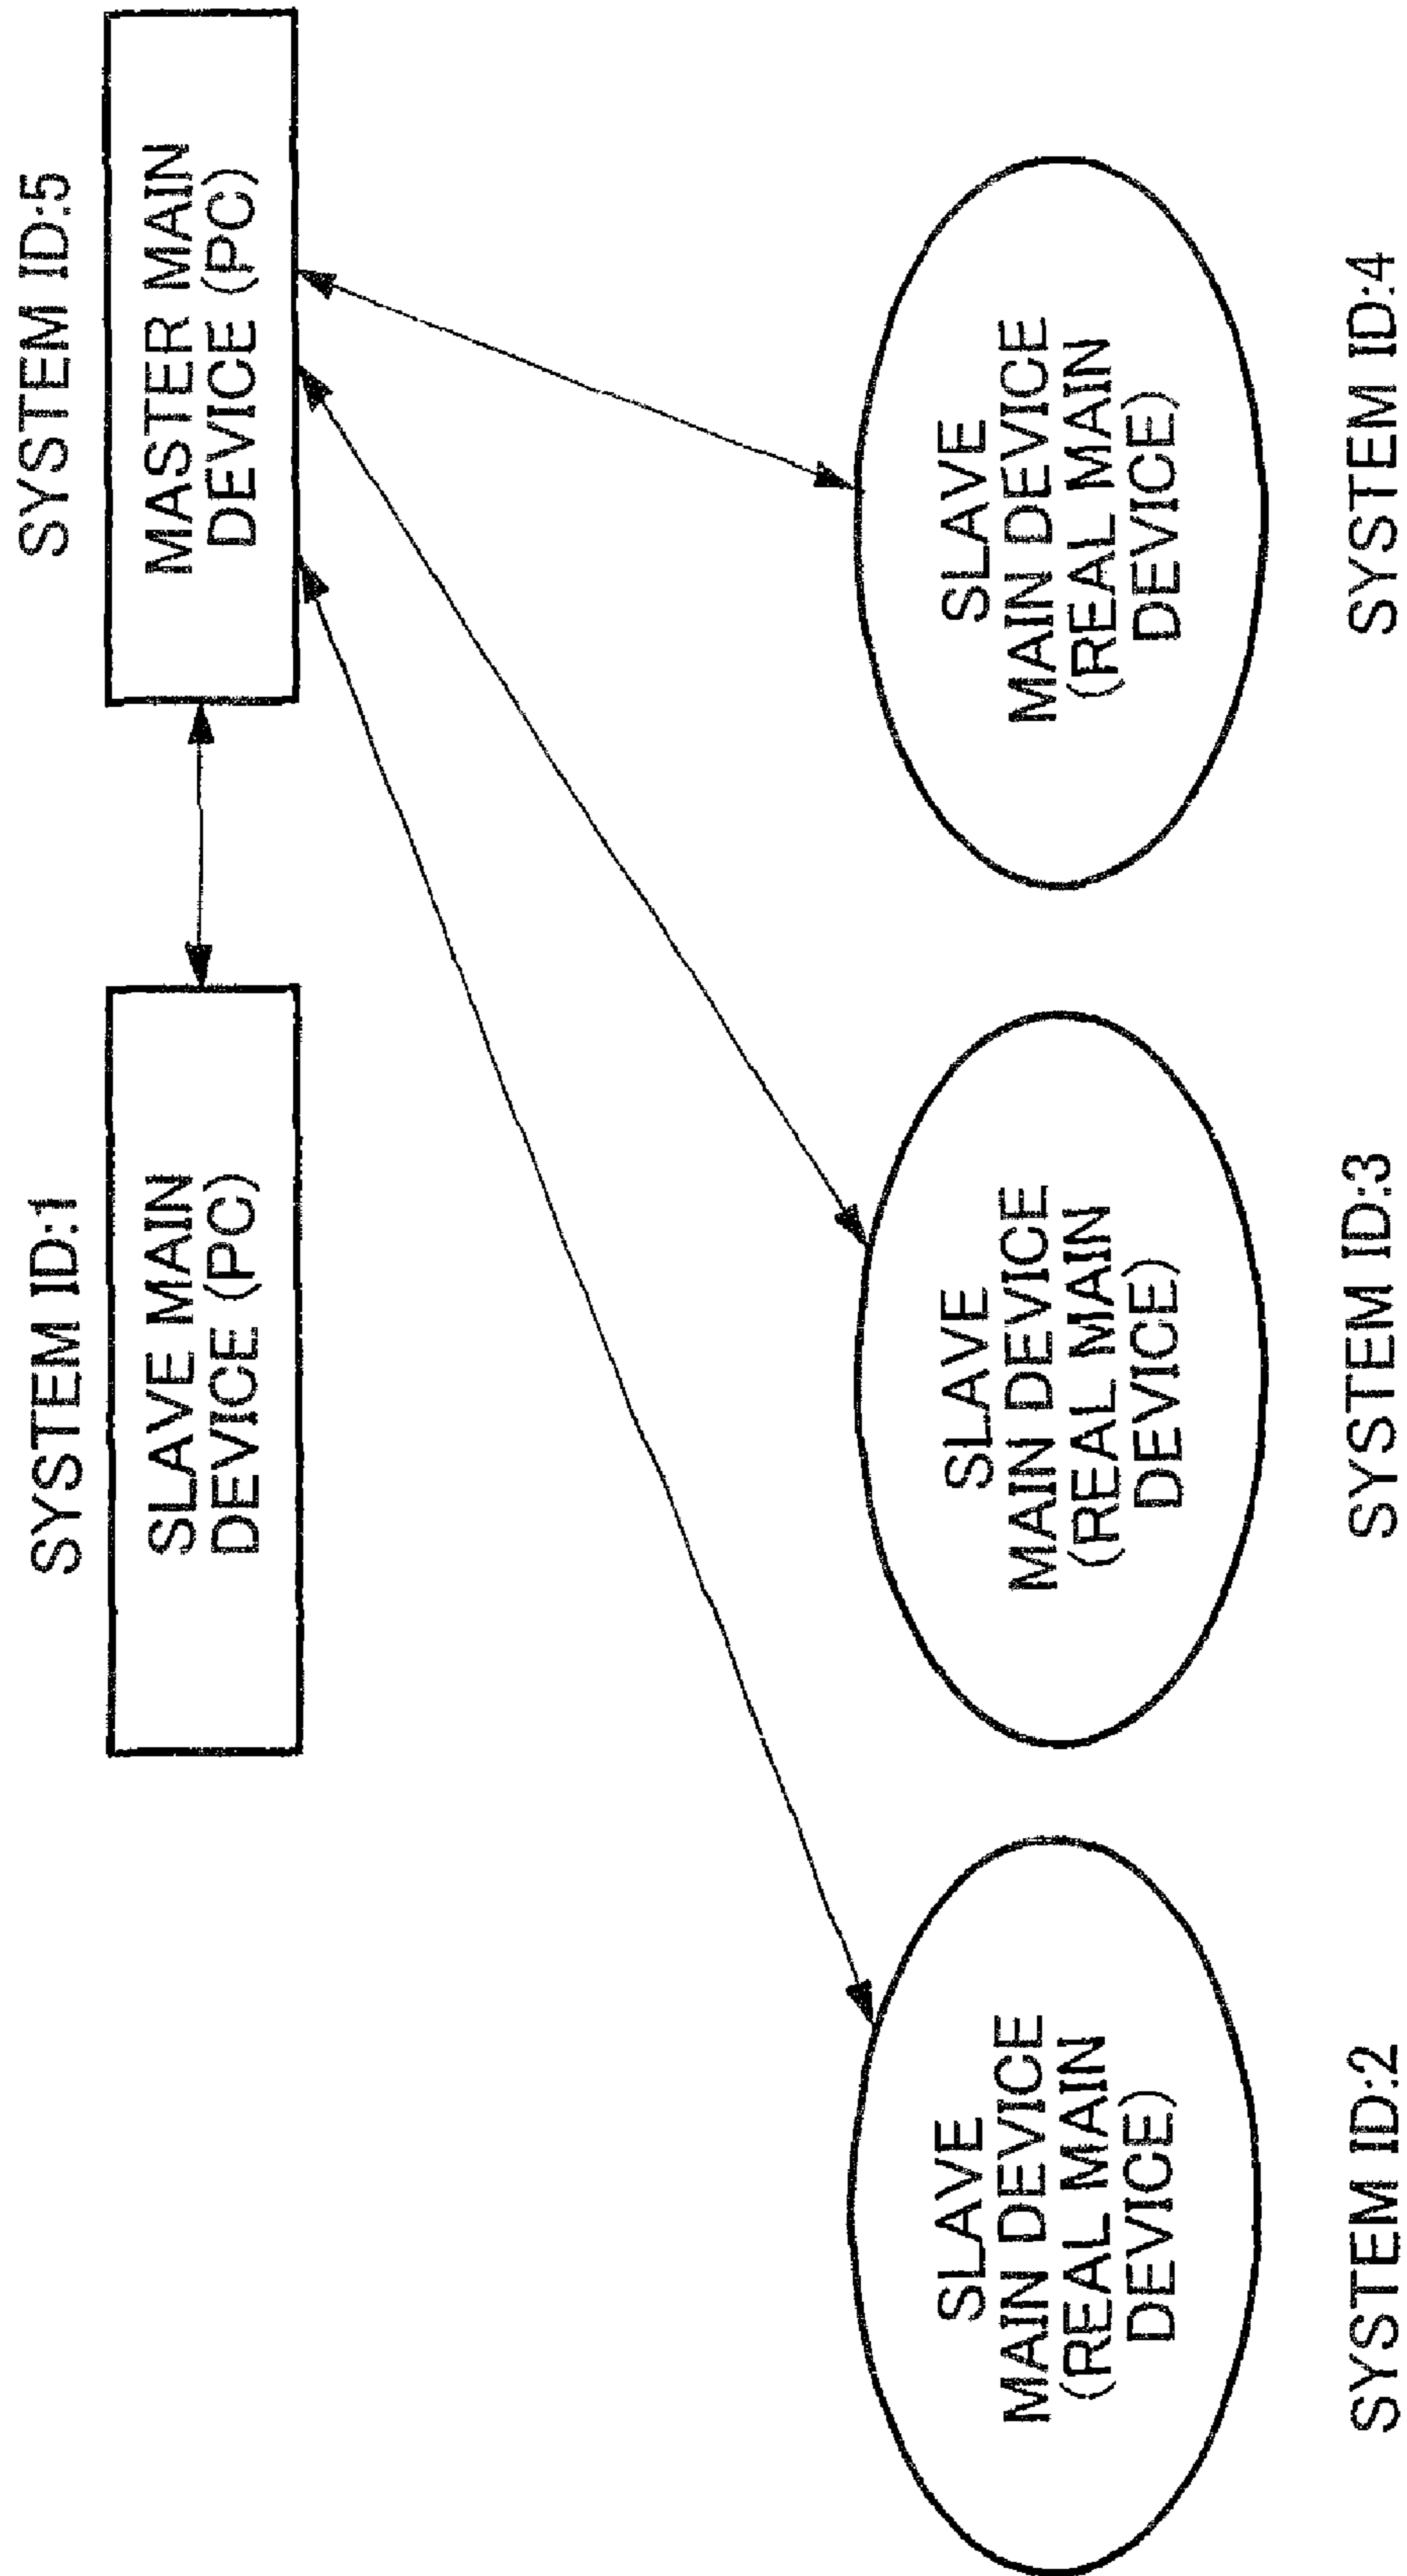 SYSTEM ID:1
SLAVE MAIN
DEVICE (PC)
SYSTEM ID:5
MASTER MAIN
DEVICE (PC)
SLAVE
MAIN DEVICE
(REAL MAIN
DEVICE)
SYSTEM ID:2
SLAVE
MAIN DEVICE
(REAL MAIN
DEVICE)
SYSTEM ID:3
SLAVE
MAIN DEVICE
(REAL MAIN
DEVICE)
SYSTEM ID:4